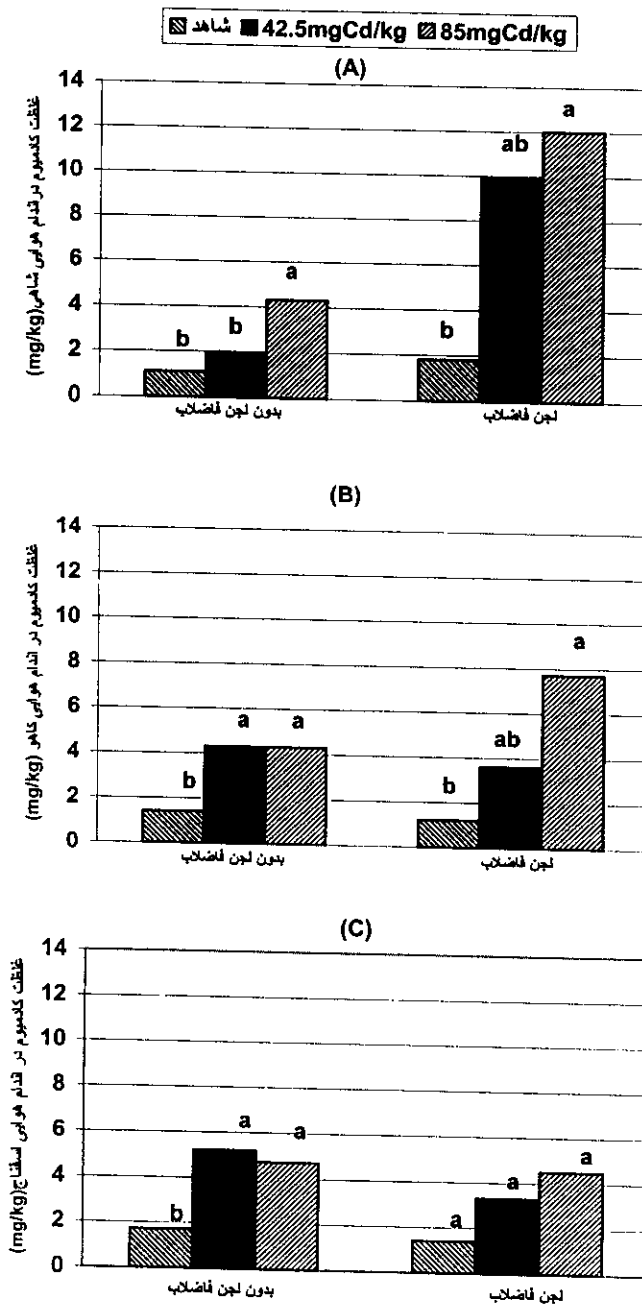 شاهد 42.5mgCd/kg 85mgCd/kg
(A)
غلظت کادمیوم در اندام هوایی شاهی (mg/kg)
14
12
10
8
6
4
2
0
b
b
a
b
ab
a
بدون لجن فاضلاب
لجن فاضلاب
(B)
غلظت کادمیوم در اندام هوایی کاهو (mg/kg)
14
12
10
8
6
4
2
0
b
a
a
b
ab
a
بدون لجن فاضلاب
لجن فاضلاب
(C)
غلظت کادمیوم در اندام هوایی اسفناج (mg/kg)
14
12
10
8
6
4
2
0
b
a
a
a
a
a
بدون لجن فاضلاب
لجن فاضلاب